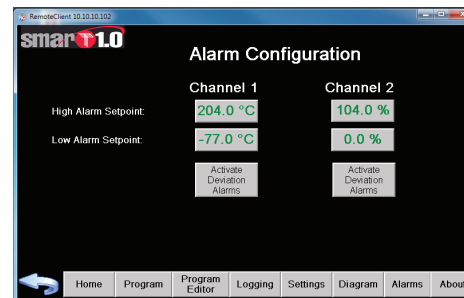 RemoteClient 10.10.10.102
smarT1.0
Alarm Configuration
Channel 1 Channel 2
High Alarm Setpoint: 204.0 °C 104.0 %
Low Alarm Setpoint: -77.0 °C 0.0 %
Activate Deviation Alarms
Activate Deviation Alarms
Home Program Program Editor Logging Settings Diagram Alarms About